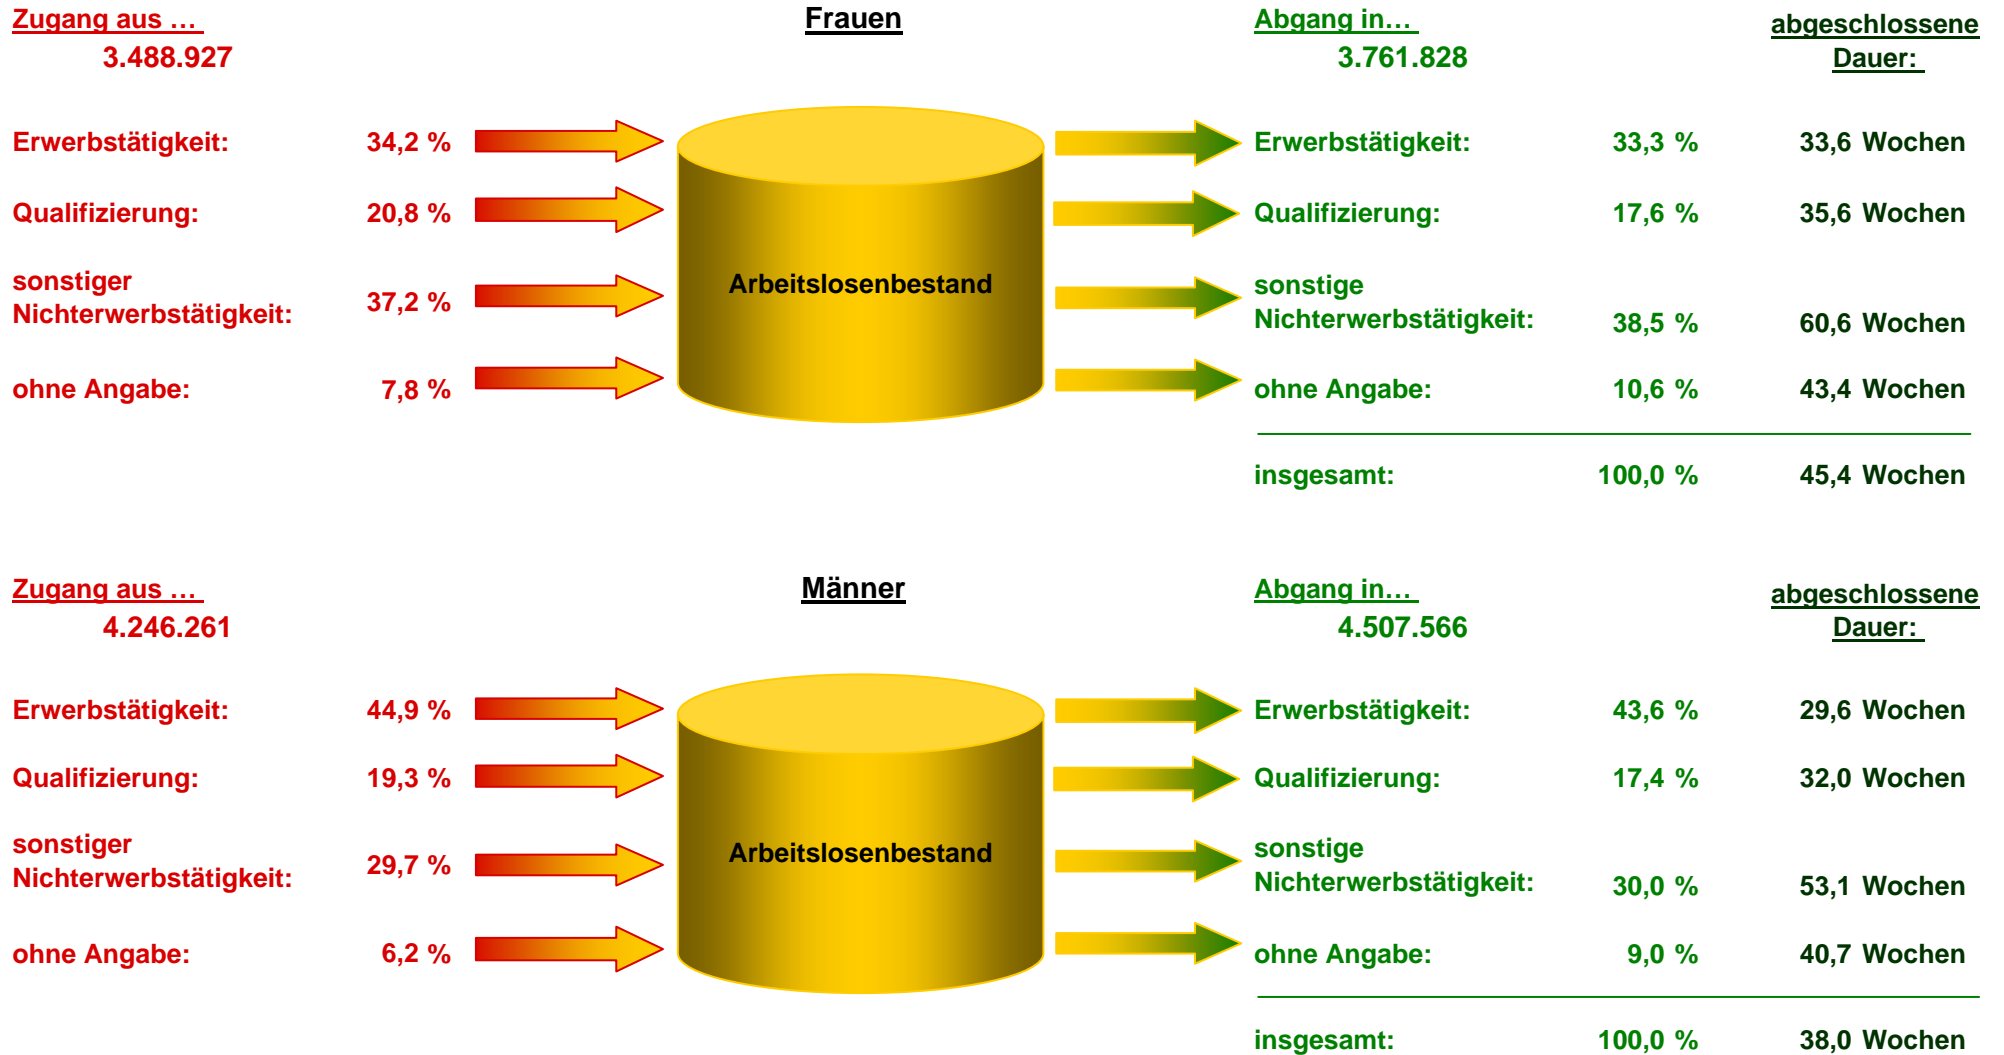 Zugang aus …
3.488.927
Frauen
Abgang in…
3.761.828
abgeschlossene
Dauer:
Erwerbstätigkeit: 34,2 %
Erwerbstätigkeit: 33,3 % 33,6 Wochen
Qualifizierung: 20,8 %
Qualifizierung: 17,6 % 35,6 Wochen
sonstiger
Nichterwerbstätigkeit: 37,2 %
Arbeitslosenbestand
sonstige
Nichterwerbstätigkeit: 38,5 % 60,6 Wochen
ohne Angabe: 7,8 %
ohne Angabe: 10,6 % 43,4 Wochen
insgesamt: 100,0 % 45,4 Wochen
Zugang aus …
4.246.261
Männer
Abgang in…
4.507.566
abgeschlossene
Dauer:
Erwerbstätigkeit: 44,9 %
Erwerbstätigkeit: 43,6 % 29,6 Wochen
Qualifizierung: 19,3 %
Qualifizierung: 17,4 % 32,0 Wochen
sonstiger
Nichterwerbstätigkeit: 29,7 %
Arbeitslosenbestand
sonstige
Nichterwerbstätigkeit: 30,0 % 53,1 Wochen
ohne Angabe: 6,2 %
ohne Angabe: 9,0 % 40,7 Wochen
insgesamt: 100,0 % 38,0 Wochen